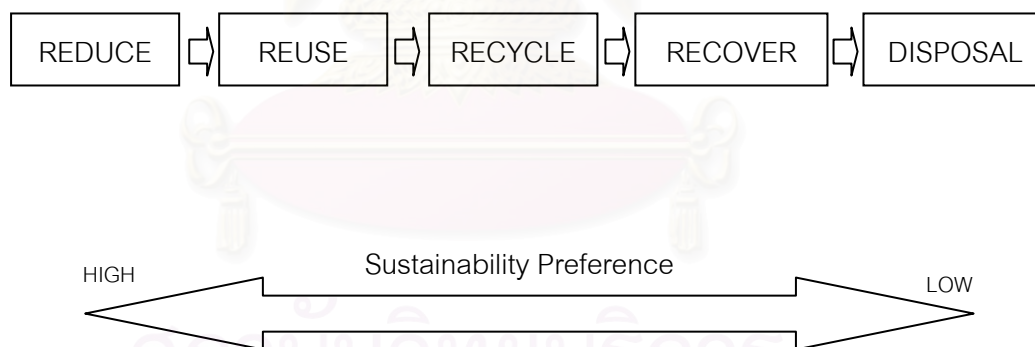 REDUCE REUSE RECYCLE RECOVER DISPOSAL
Sustainability Preference
HIGH
LOW